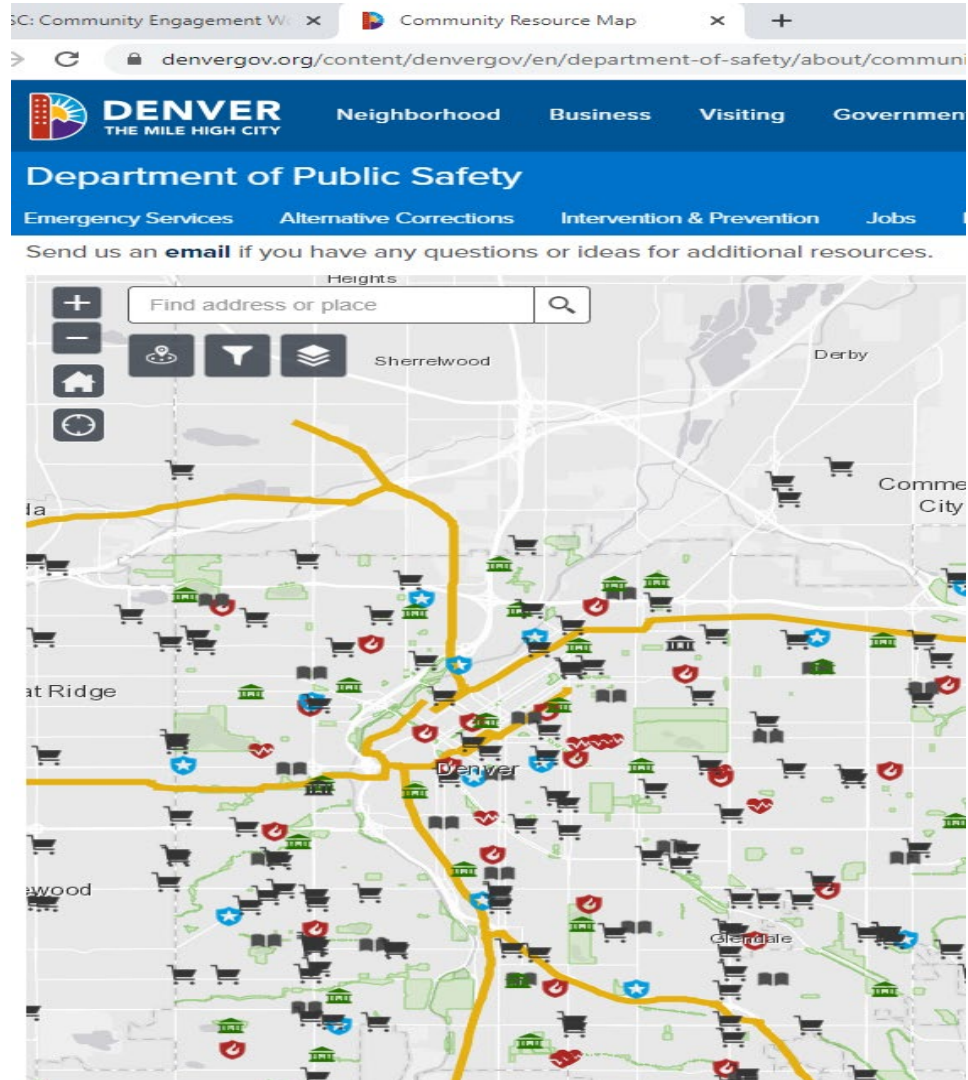 SC: Community Engagement W
Community Resource Map
denvergov.org/content/denvergov/en/department-of-safety/about/communi
DENVER
THE MILE HIGH CITY
Neighborhood Business Visiting Governmen
Department of Public Safety
Emergency Services Alternative Corrections Intervention & Prevention Jobs
Send us an email if you have any questions or ideas for additional resources.
Heights
Find address or place
Sherrelwood
Derby
Comme
City
da
at Ridge
Denver
ewood
Glendale